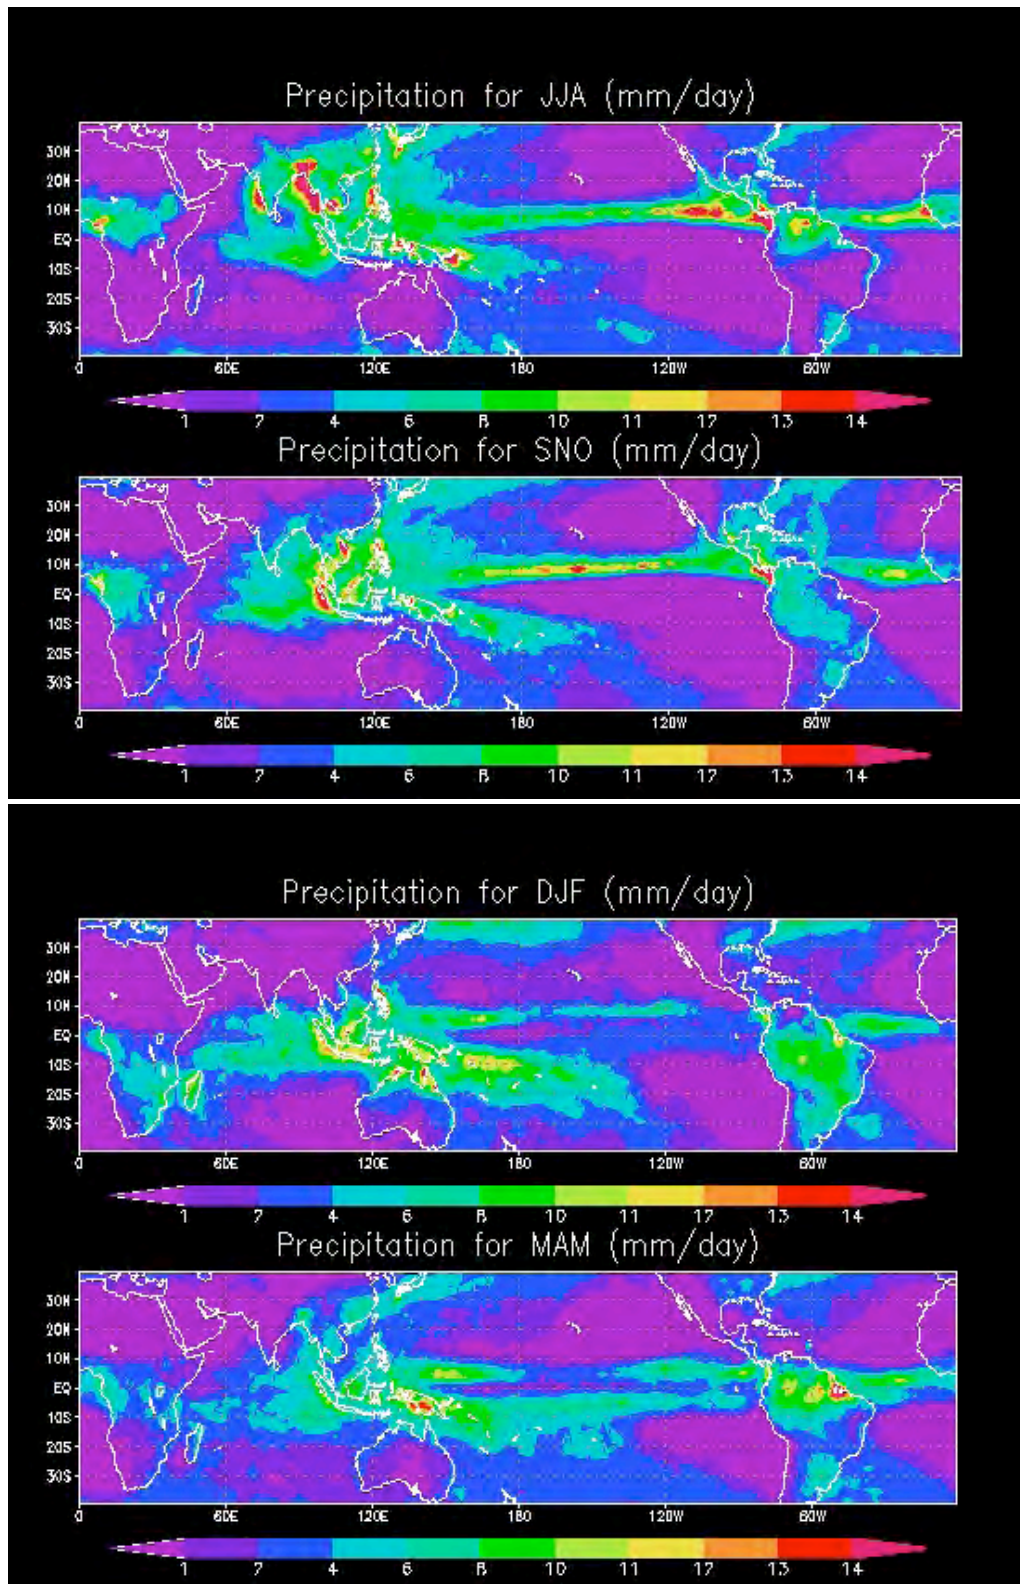 Precipitation for JJA (mm/day)
30N
20N
10N
EQ
10S
20S
30S
0 60E 120E 180 120W 60W
1 2 4 6 8 10 11 12 13 14
Precipitation for SNO (mm/day)
30N
20N
10N
EQ
10S
20S
30S
0 60E 120E 180 120W 60W
1 2 4 6 8 10 11 12 13 14
Precipitation for DJF (mm/day)
30N
20N
10N
EQ
10S
20S
30S
0 60E 120E 180 120W 60W
1 2 4 6 8 10 11 12 13 14
Precipitation for MAM (mm/day)
30N
20N
10N
EQ
10S
20S
30S
0 60E 120E 180 120W 60W
1 2 4 6 8 10 11 12 13 14